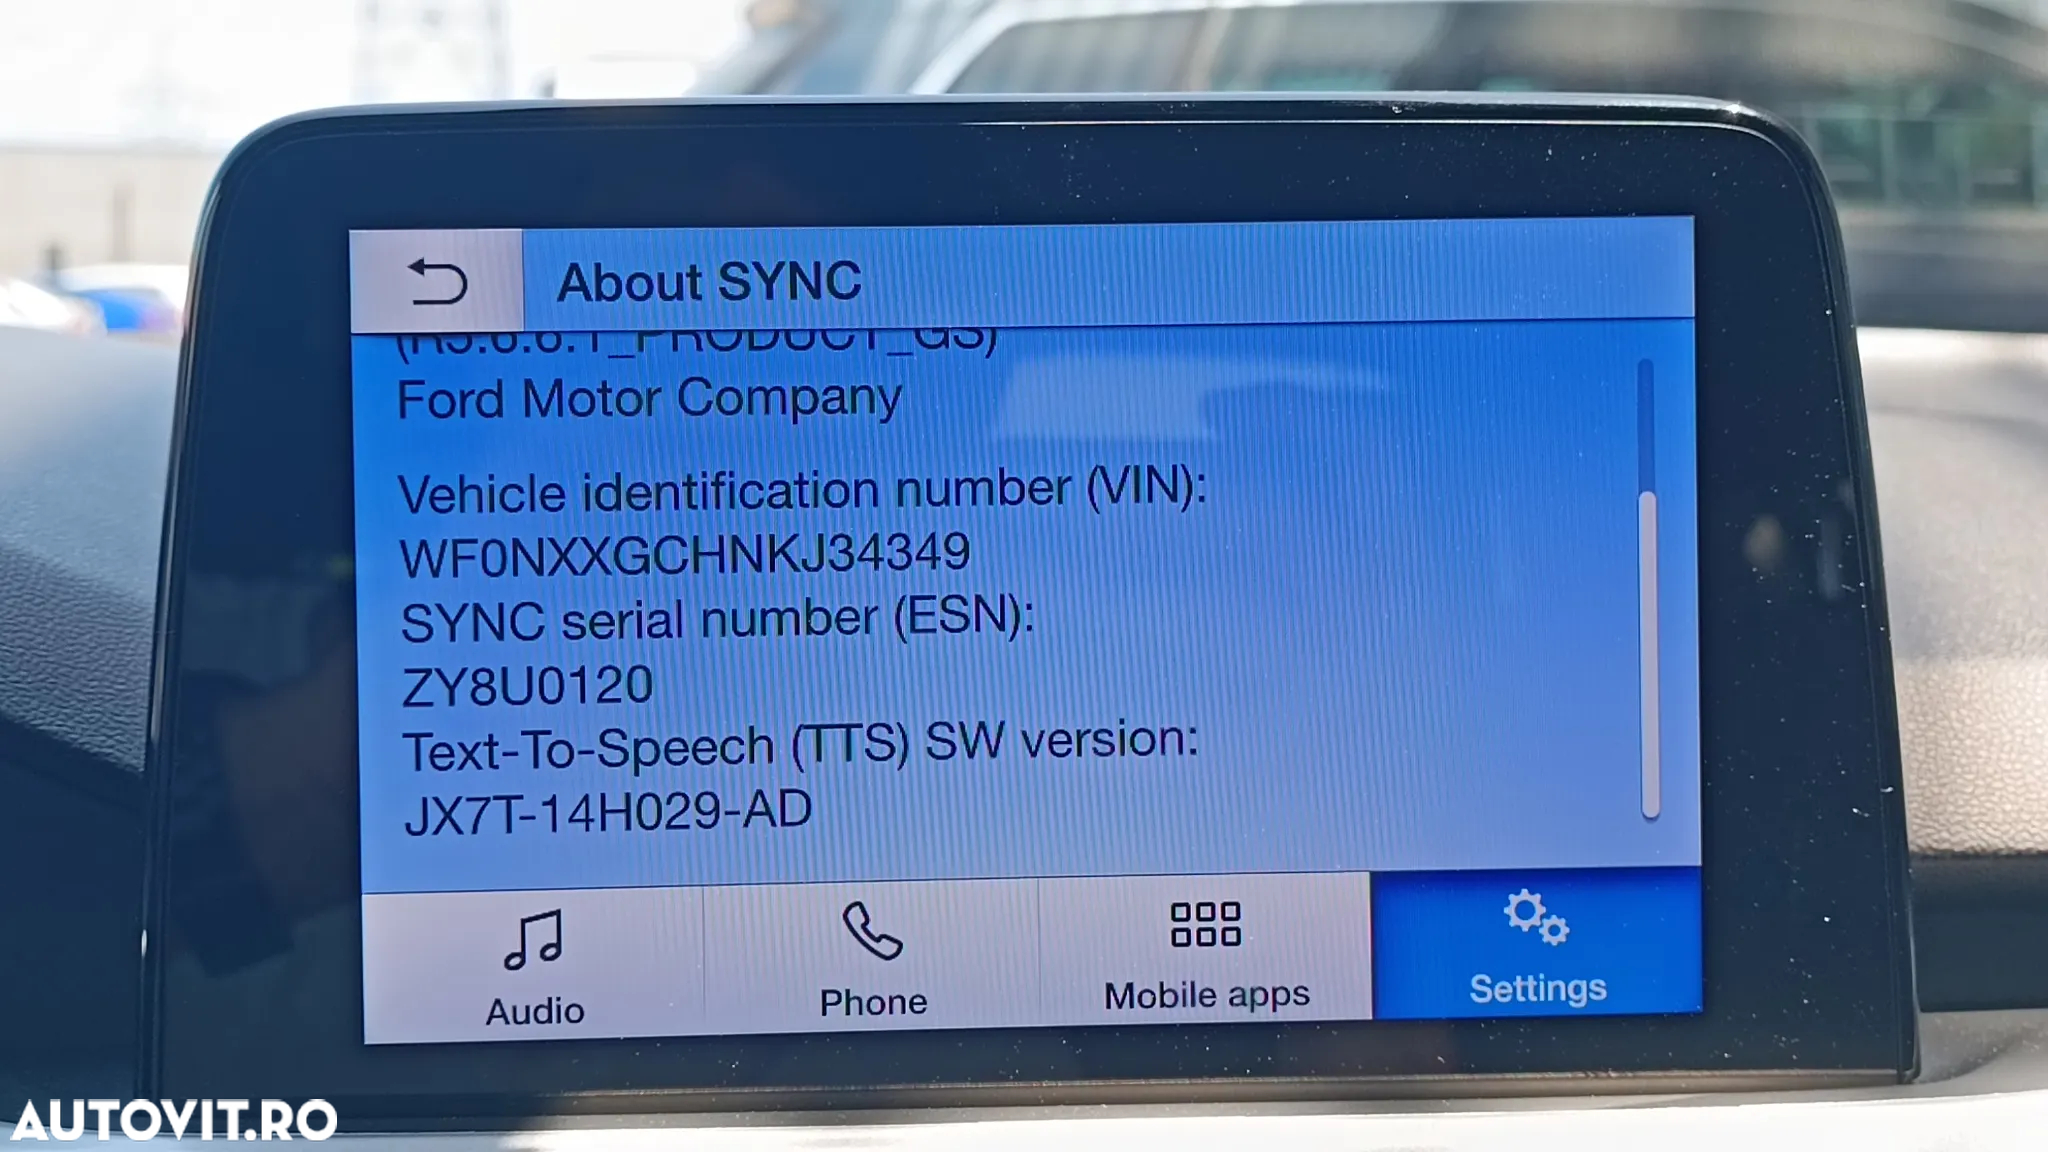 About SYNC
Ford Motor Company
Vehicle identification number (VIN):
WF0NXXGCHNKJ34349
SYNC serial number (ESN):
ZY8U0120
Text-To-Speech (TTS) SW version:
JX7T-14H029-AD
Audio
Phone
Mobile apps
Settings
AUTOVIT.RO